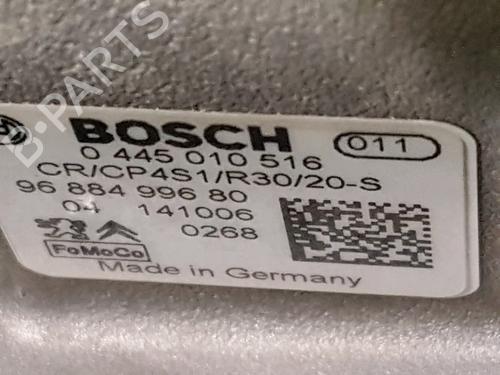 B-PARTS
BOSCH 011
0 445 010 516
CR/CP4S1/R30/20-S
96 884 996 80
04 141006
0268
FoMoCo
Made in Germany